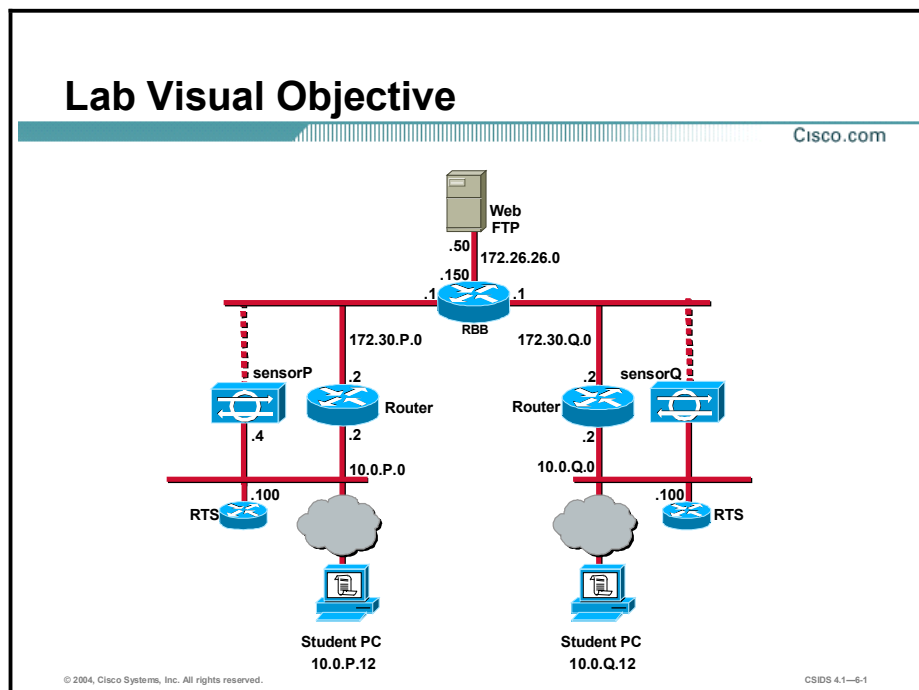 Lab Visual Objective
Cisco.com
Web
FTP
.50
172.26.26.0
.150
.1
.1
RBB
172.30.P.0
172.30.Q.0
sensorP
.2
.2
sensorQ
Router
Router
.4
.2
.2
10.0.P.0
10.0.Q.0
.100
.100
RTS
RTS
Student PC
10.0.P.12
Student PC
10.0.Q.12
© 2004, Cisco Systems, Inc. All rights reserved.
CSIDS 4.1—6-1